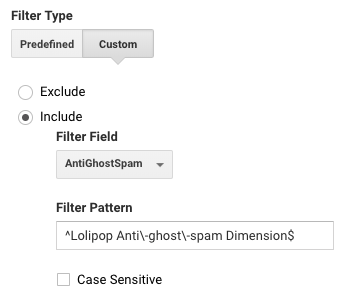 Filter Type
Predefined Custom
Exclude
Include
Filter Field
AntiGhostSpam
Filter Pattern
^Lolipop Anti\-ghost\-spam Dimension$
Case Sensitive